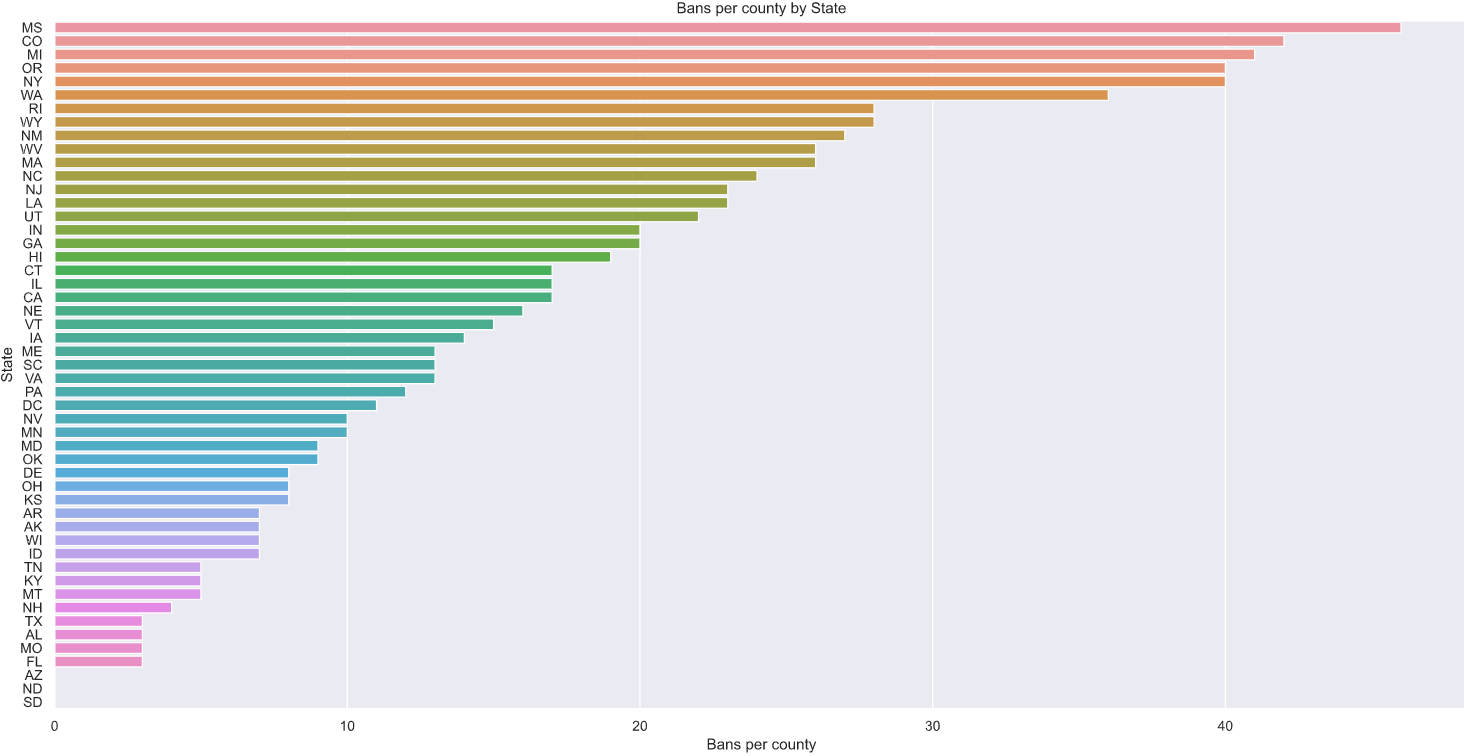 Bans per county by State
MS
CO
MI
OR
NY
WA
RI
WY
NM
WV
MA
NC
NJ
LA
UT
IN
GA
HI
CT
IL
CA
NE
VT
IA
ME
SC
VA
PA
DC
NV
MN
MD
OK
DE
OH
KS
AR
AK
WI
ID
TN
KY
MT
NH
TX
AL
MO
FL
AZ
ND
SD
State
0 10 20 30 40
Bans per county